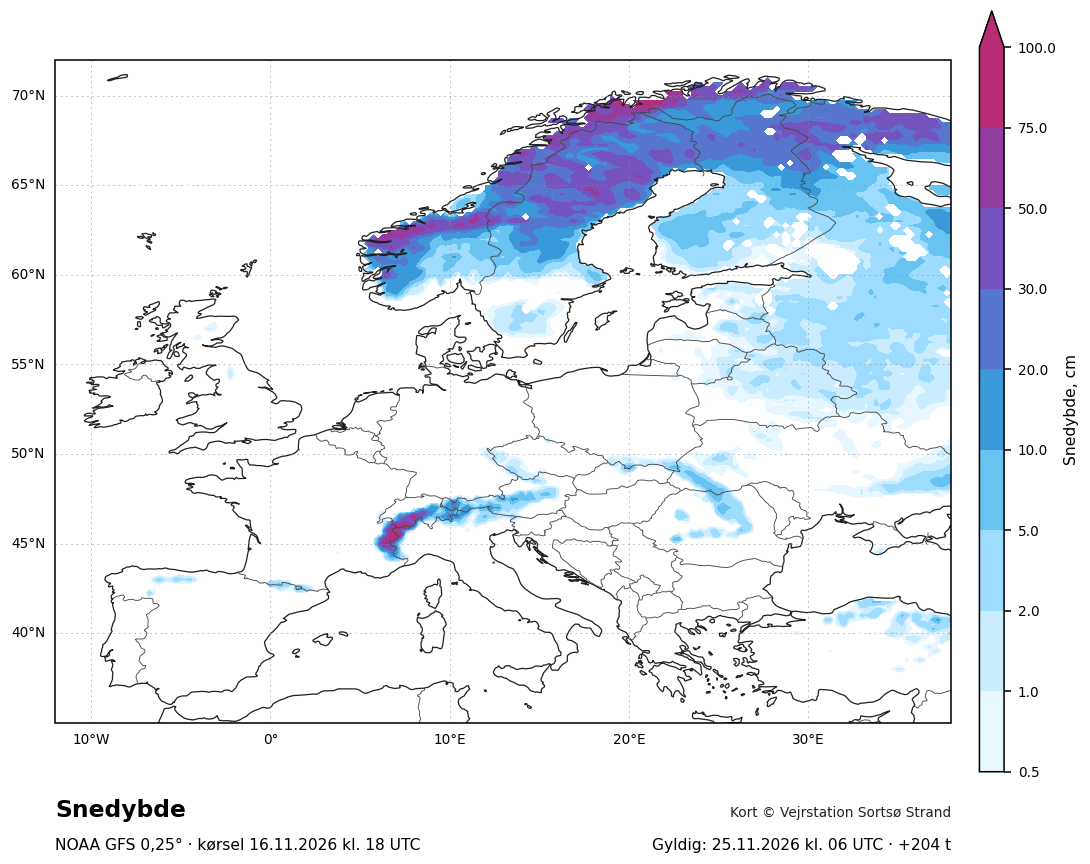 70°N
65°N
60°N
55°N
50°N
45°N
40°N
10°W
0°
10°E
20°E
30°E
100.0
75.0
50.0
30.0
20.0
10.0
5.0
2.0
1.0
0.5
Snedybde, cm
Snedybde
Kort © Vejrstation Sortsø Strand
NOAA GFS 0,25° · kørsel 16.11.2026 kl. 18 UTC
Gyldig: 25.11.2026 kl. 06 UTC · +204 t